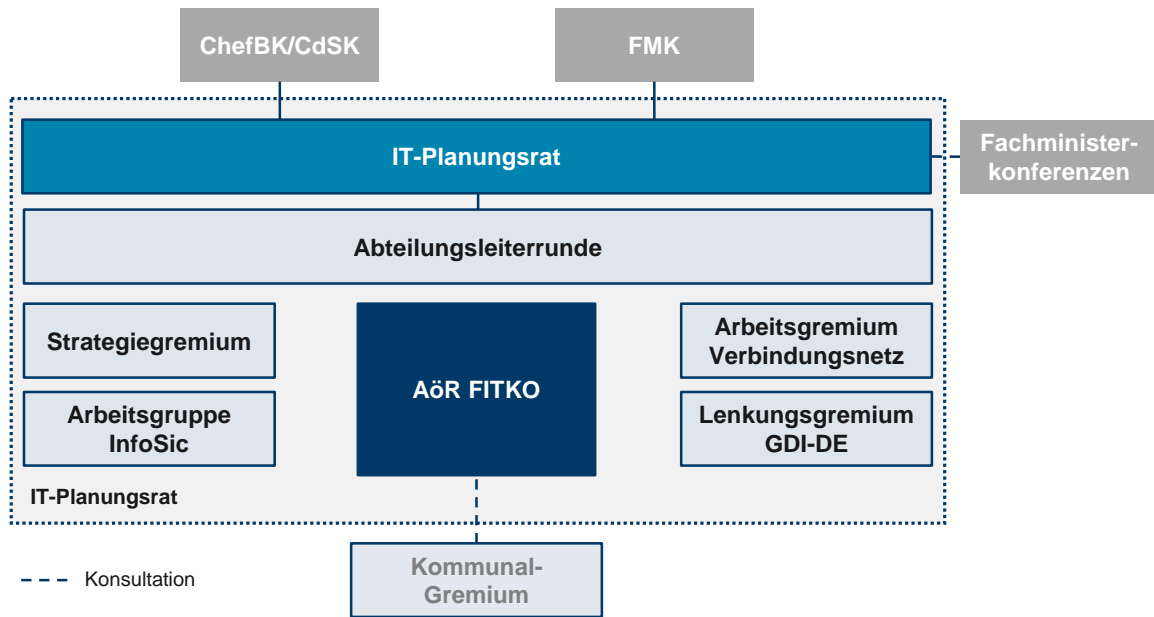 ChefBK/CdSK
FMK
IT-Planungsrat
Fachminister-
konferenzen
Abteilungsleiterrunde
Strategiegremium
AöR FITKO
Arbeitsgremium
Verbindungsnetz
Arbeitsgruppe
InfoSic
Lenkungsgremium
GDI-DE
IT-Planungsrat
Konsultation
Kommunal-
Gremium